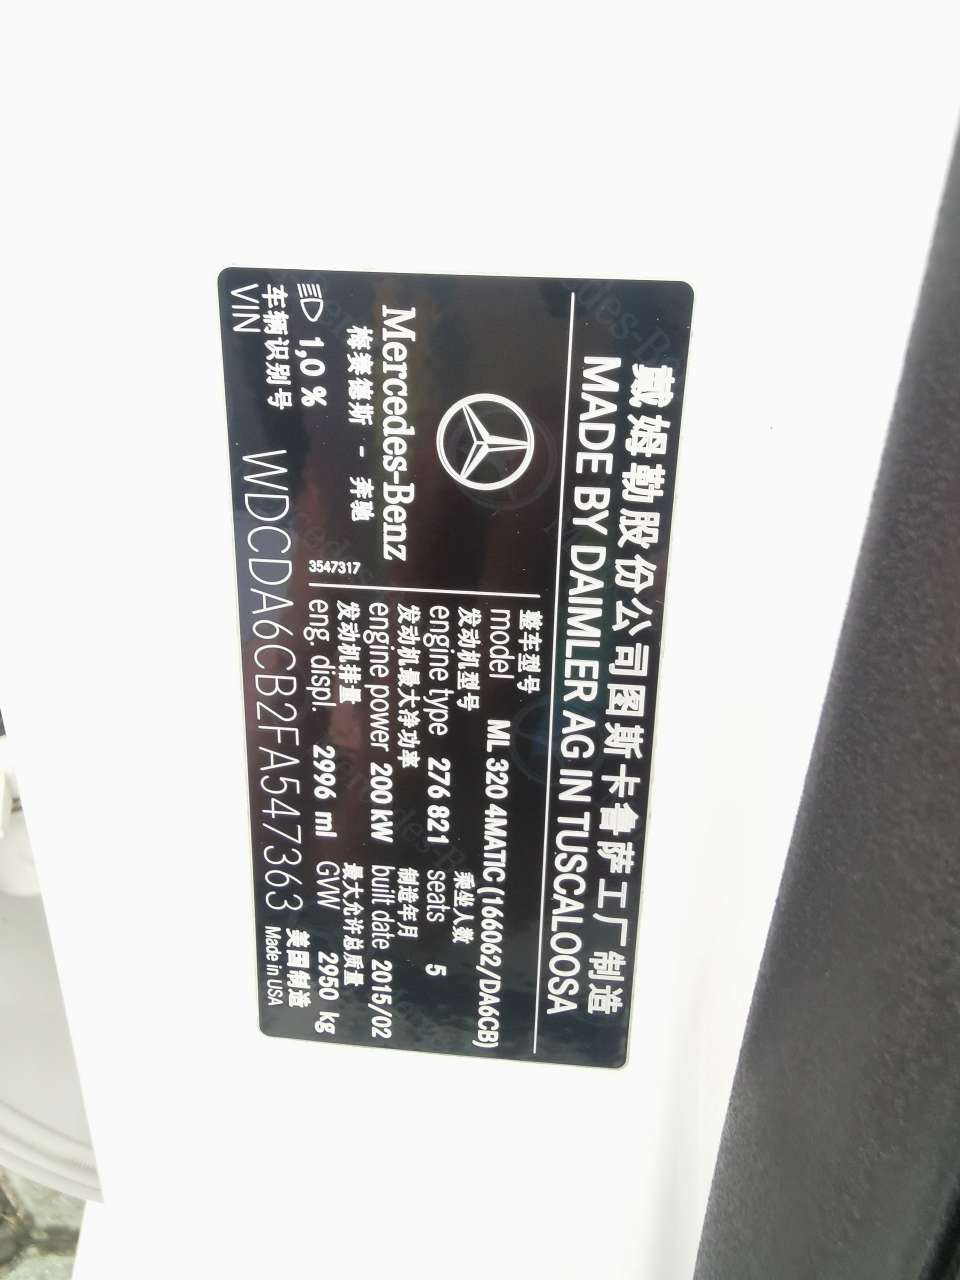 戴姆勒股份公司图斯卡鲁萨工厂制造
MADE BY DAIMLER AG IN TUSCALOOSA
Mercedes-Benz
梅赛德斯 - 奔驰
1,0 %
3547317
整车型号
model ML 320 4MATIC (166062/DA6CB)
发动机型号 乘坐人数
engine type 276 821 seats 5
发动机最大净功率 制造年月
engine power 200 kW built date 2015/02
发动机排量 最大允许总质量
eng. displ. 2996 ml GVW 2950 kg
车辆识别号 美国制造
VIN WDCDA6CB2FA547363 Made in USA